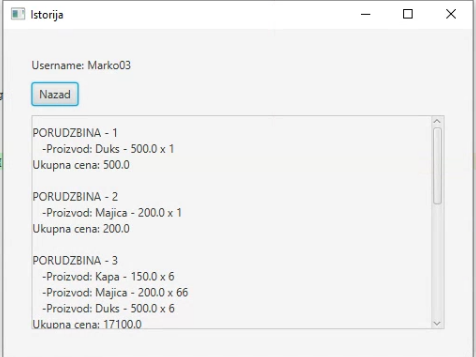 Istorija
Username: Marko03
Nazad
PORUDZBINA - 1
-Proizvod: Duks - 500.0 x 1
Ukupna cena: 500.0
PORUDZBINA - 2
-Proizvod: Majica - 200.0 x 1
Ukupna cena: 200.0
PORUDZBINA - 3
-Proizvod: Kapa - 150.0 x 6
-Proizvod: Majica - 200.0 x 66
-Proizvod: Duks - 500.0 x 6
Ukupna cena: 17100.0